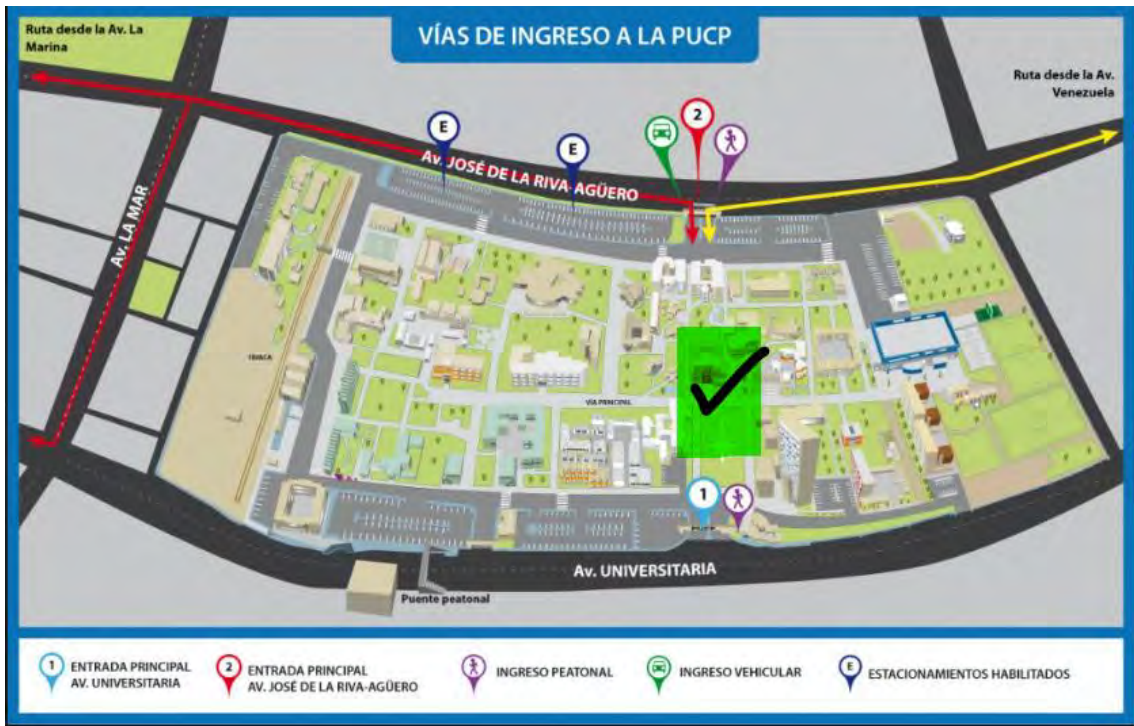 VÍAS DE INGRESO A LA PUCP
Ruta desde la Av. La
Marina
Ruta desde la Av.
Venezuela
E
E
2
Av. JOSÉ DE LA RIVA-AGÜERO
AV. LA MAR
TRACA
VÍA PRINCIPAL
1
PUCP
Av. UNIVERSITARIA
Puente peatonal
1
ENTRADA PRINCIPAL
AV. UNIVERSITARIA
2
ENTRADA PRINCIPAL
AV. JOSÉ DE LA RIVA-AGÜERO
INGRESO PEATONAL
INGRESO VEHICULAR
E
ESTACIONAMIENTOS HABILITADOS